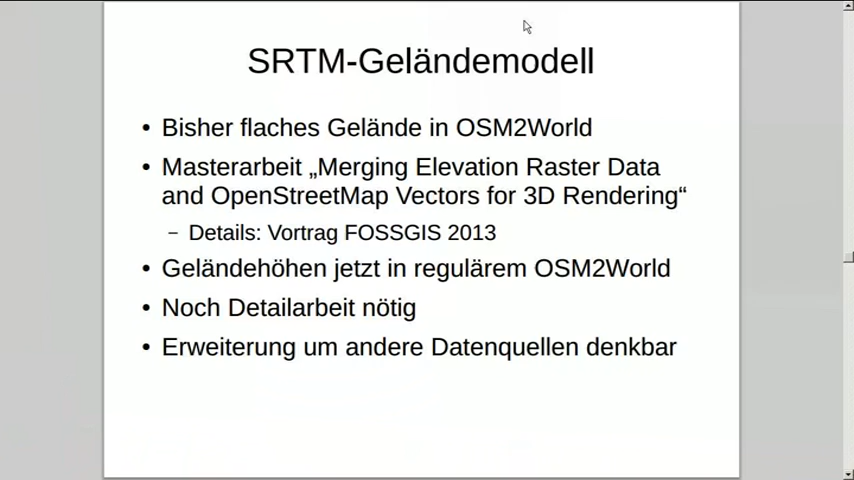 SRTM-Geländemodell
• Bisher flaches Gelände in OSM2World
• Masterarbeit „Merging Elevation Raster Data
and OpenStreetMap Vectors for 3D Rendering“
– Details: Vortrag FOSSGIS 2013
• Geländehöhen jetzt in regulärem OSM2World
• Noch Detailarbeit nötig
• Erweiterung um andere Datenquellen denkbar